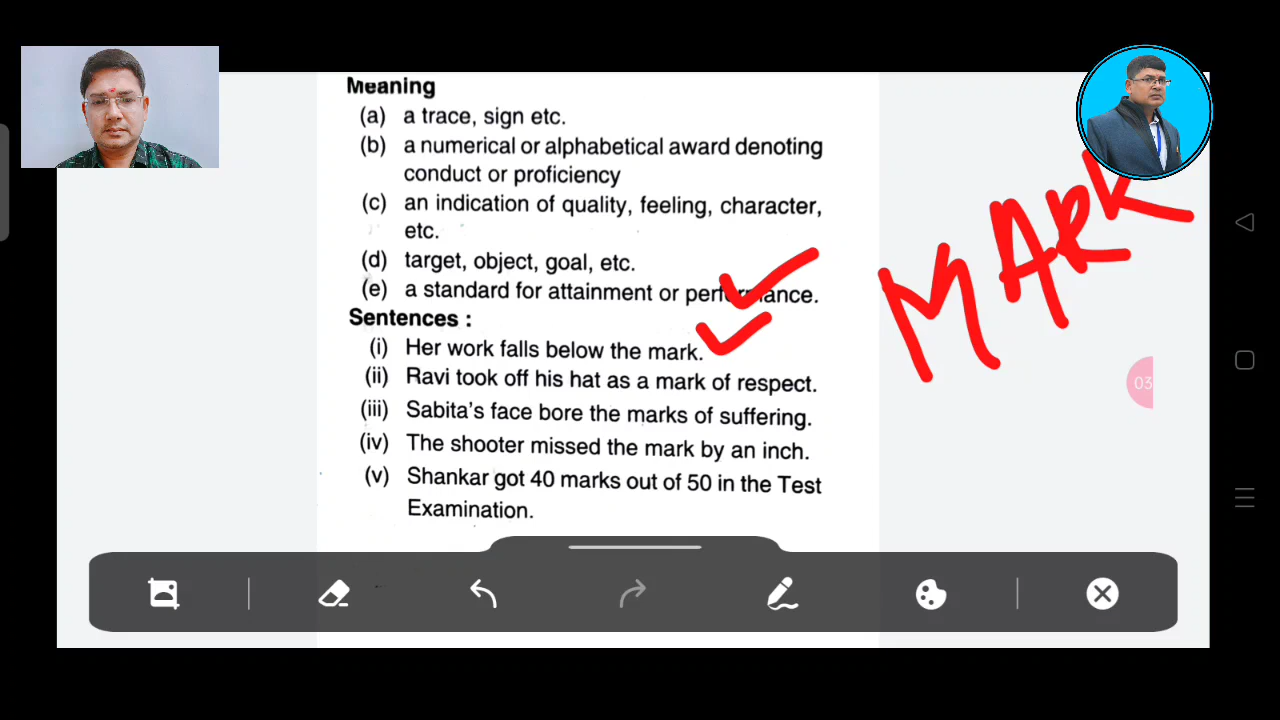 Meaning
(a) a trace, sign etc.
(b) a numerical or alphabetical award denoting
conduct or proficiency
(c) an indication of quality, feeling, character,
etc.
(d) target, object, goal, etc.
(e) a standard for attainment or performance.
Sentences :
(i) Her work falls below the mark.
(ii) Ravi took off his hat as a mark of respect.
(iii) Sabita's face bore the marks of suffering.
(iv) The shooter missed the mark by an inch.
(v) Shankar got 40 marks out of 50 in the Test
Examination.
MARK
03